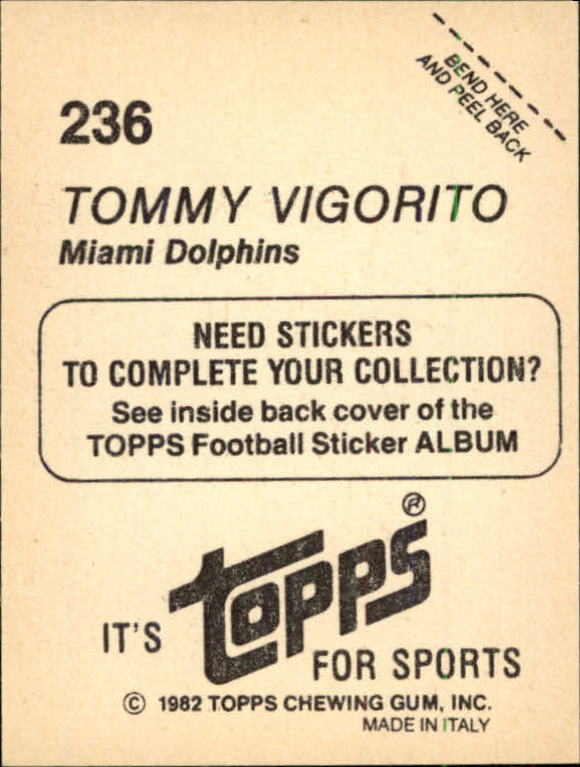 BEND HERE
AND PEEL BACK
236
TOMMY VIGORITO
Miami Dolphins
NEED STICKERS
TO COMPLETE YOUR COLLECTION?
See inside back cover of the
TOPPS Football Sticker ALBUM
IT'S topps®
FOR SPORTS
© 1982 TOPPS CHEWING GUM, INC.
MADE IN ITALY